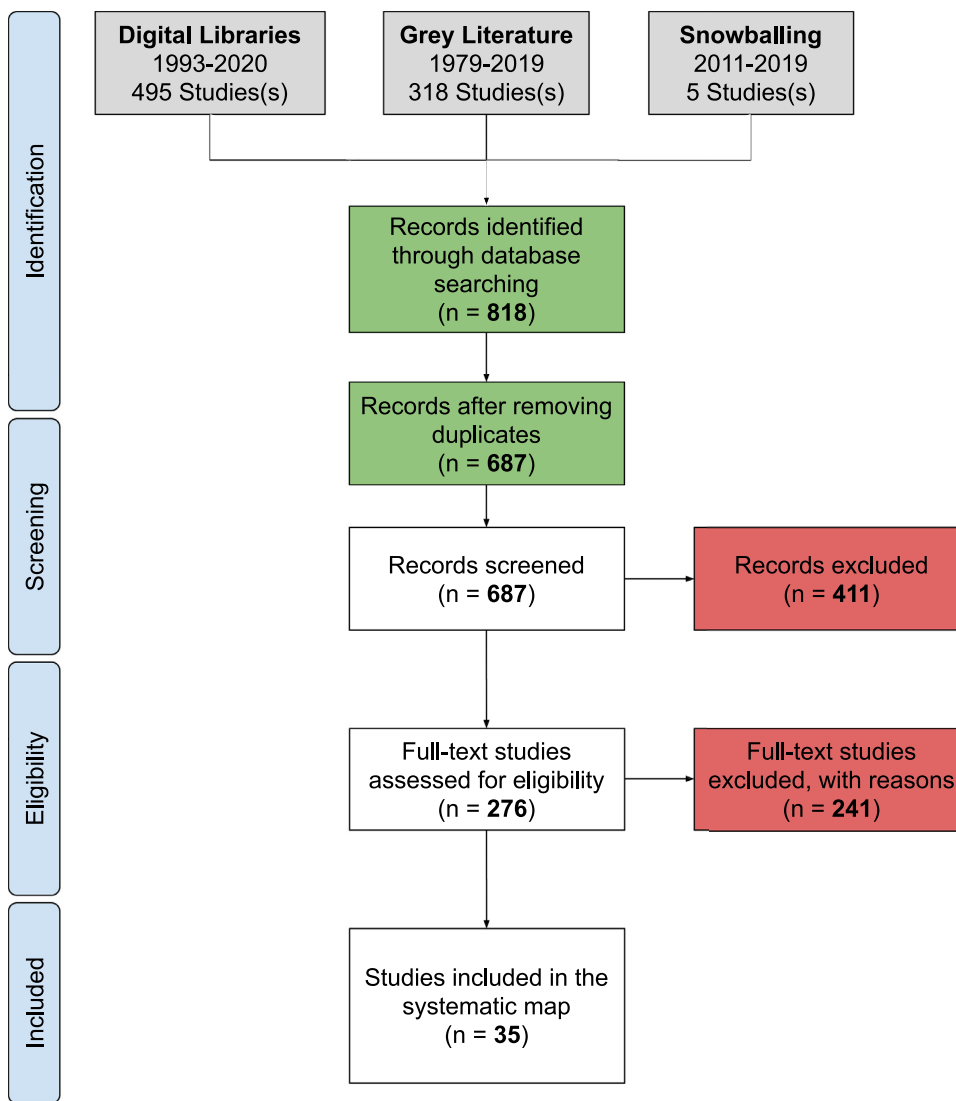 Digital Libraries
1993-2020
495 Studies(s)
Grey Literature
1979-2019
318 Studies(s)
Snowballing
2011-2019
5 Studies(s)
Identification
Records identified
through database
searching
(n = 818)
Records after removing
duplicates
(n = 687)
Screening
Records screened
(n = 687)
Records excluded
(n = 411)
Eligibility
Full-text studies
assessed for eligibility
(n = 276)
Full-text studies
excluded, with reasons
(n = 241)
Included
Studies included in the
systematic map
(n = 35)